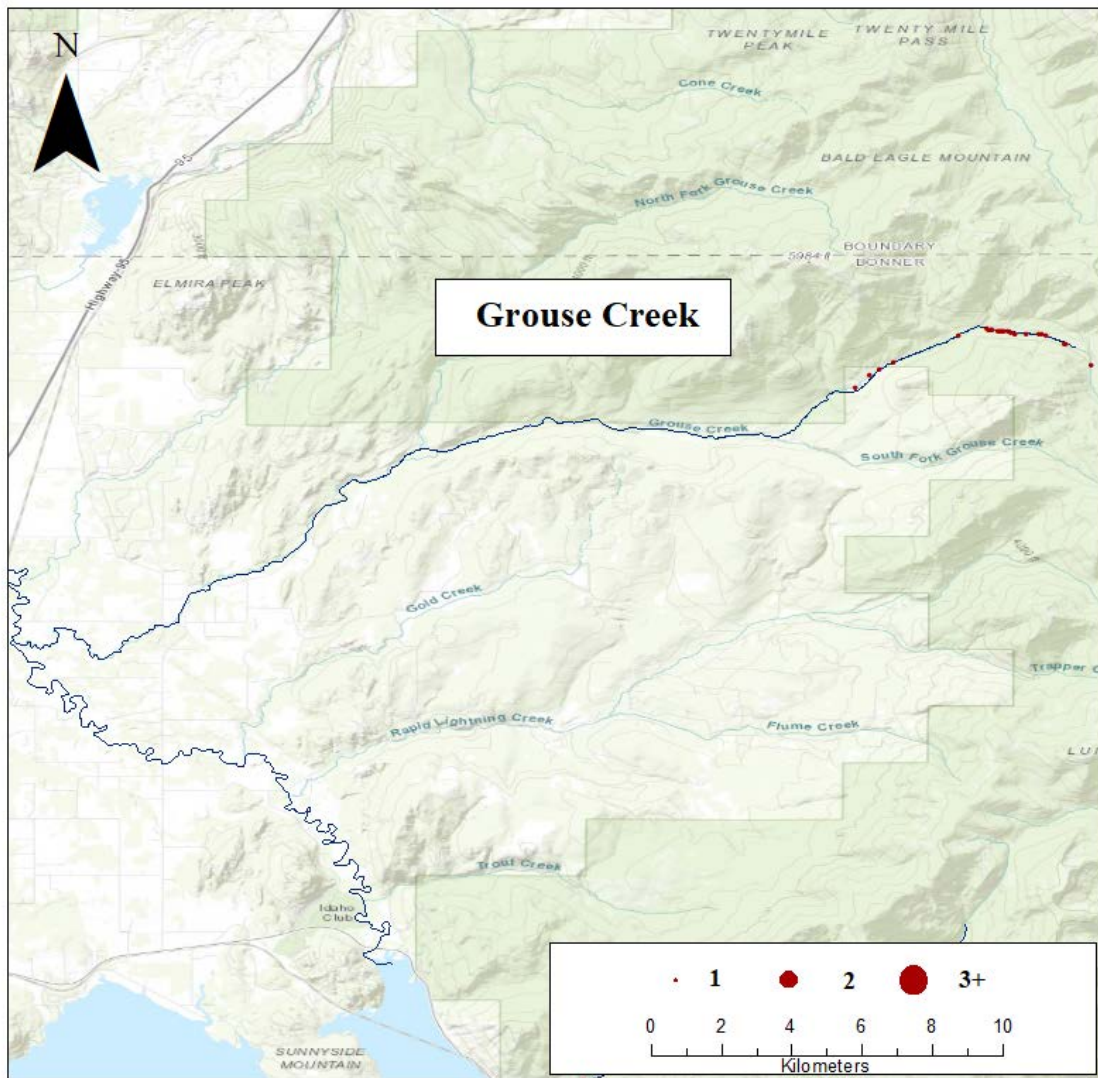 TWENTYMILE
PEAK
TWENTY MILE
PASS
N
Cone Creek
95
BALD EAGLE MOUNTAIN
North Fork Grouse Creek
BOUNDARY
BONNER
5984 ft
Highway 95
ELMIRA PEAK
Grouse Creek
Grouse Creek
South Fork Grouse Creek
Gold Creek
Trapper C
Rapid Lightning Creek
Flume Creek
LU
Trout Creek
Idaho
Club
1 2 3+
0 2 4 6 8 10
Kilometers
SUNNYSIDE
MOUNTAIN